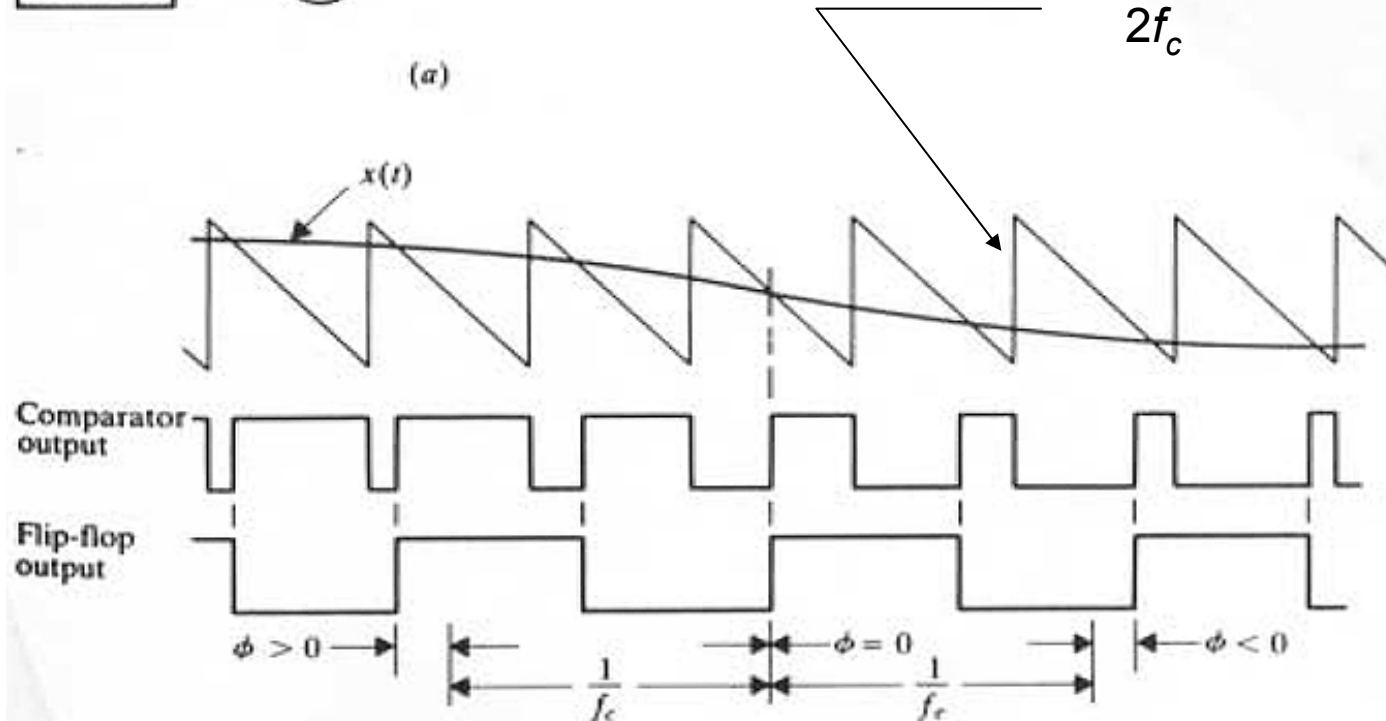 2f_c
(a)
x(t)
Comparator
output
Flip-flop
output
ϕ > 0
ϕ = 0
ϕ < 0
1
f_c
1
f_c